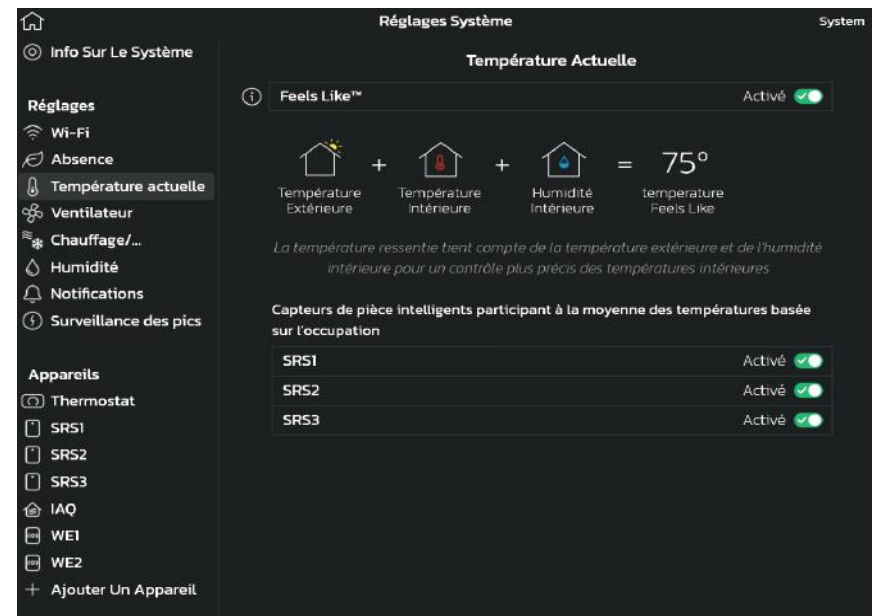 Réglages Système
System
Info Sur Le Système
Réglages
Wi-Fi
Absence
Température actuelle
Ventilateur
Chauffage/...
Humidité
Notifications
Surveillance des pics
Appareils
Thermostat
SRS1
SRS2
SRS3
IAQ
WE1
WE2
+ Ajouter Un Appareil
Température Actuelle
Feels Like™ Activé
+ + = 75°
Température Température Humidité temperature
Extérieure Intérieure Intérieure Feels Like
La température ressentie tient compte de la température extérieure et de l'humidité
intérieure pour un contrôle plus précis des températures intérieures
Capteurs de pièce intelligents participant à la moyenne des températures basée
sur l'occupation
SRS1 Activé
SRS2 Activé
SRS3 Activé